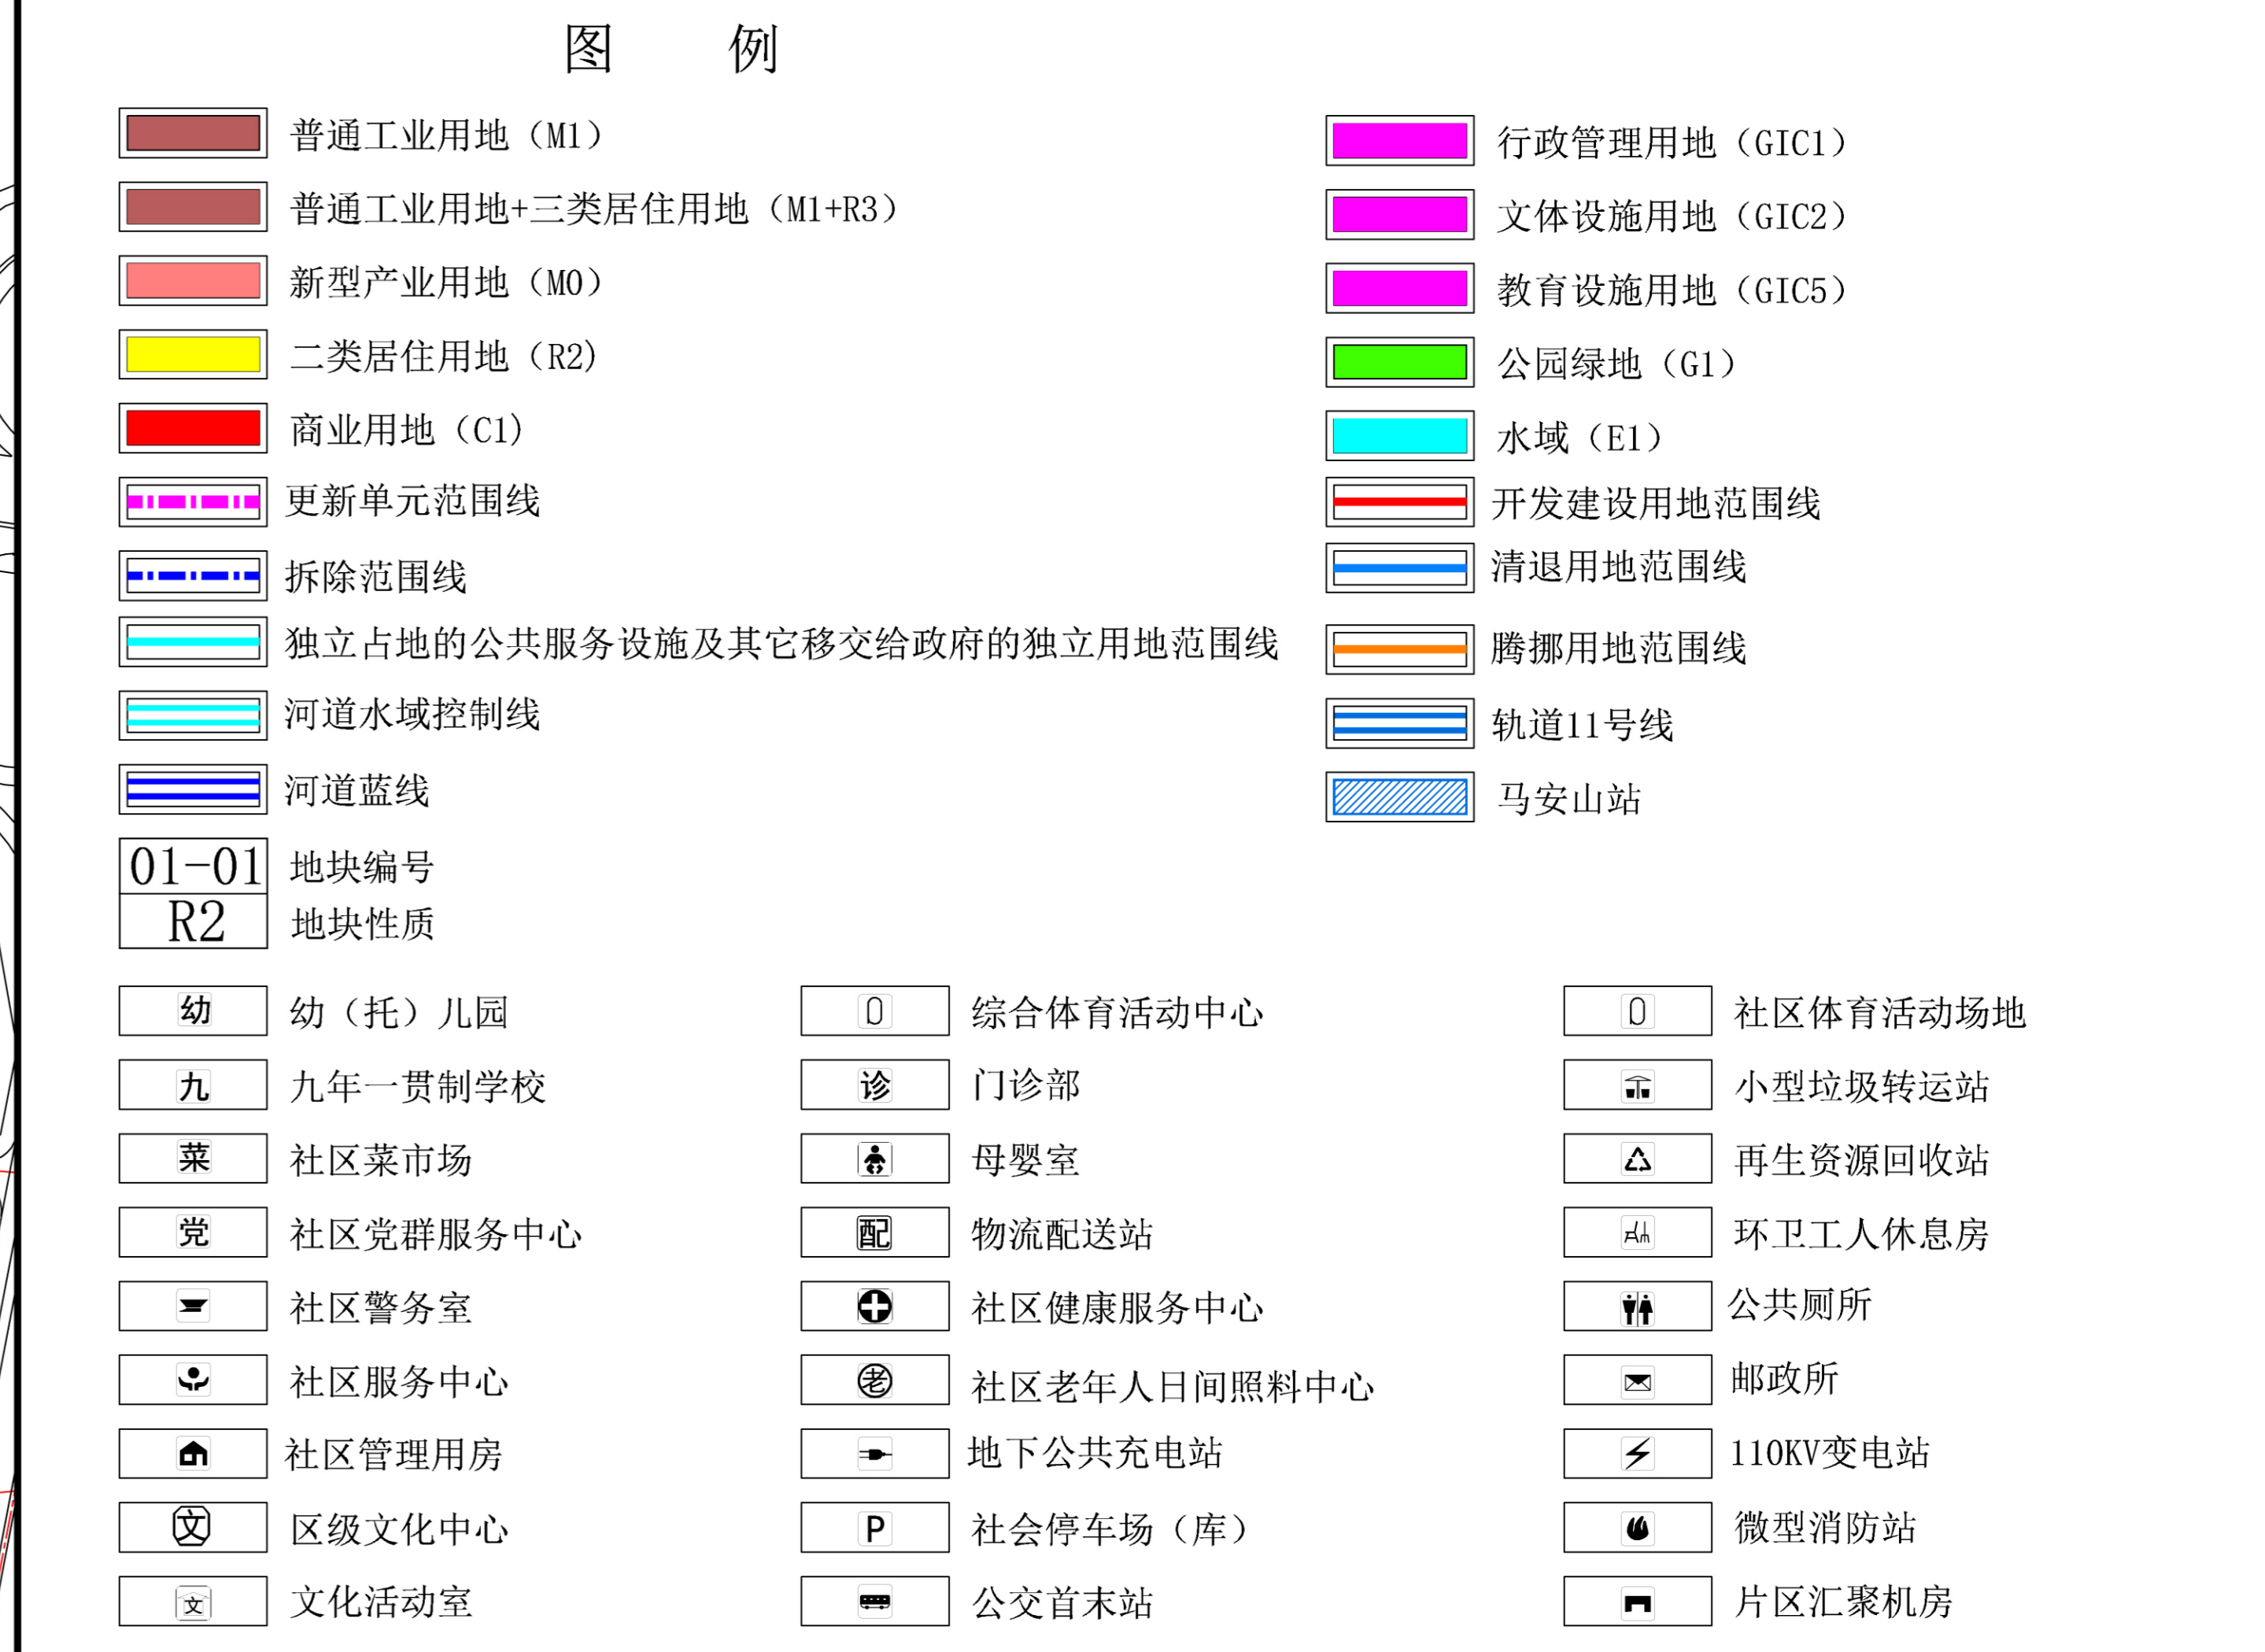 图 例
普通工业用地（M1）
普通工业用地+三类居住用地（M1+R3）
新型产业用地（M0）
二类居住用地（R2）
商业用地（C1）
更新单元范围线
拆除范围线
独立占地的公共服务设施及其它移交给政府的独立用地范围线
河道水域控制线
河道蓝线
01-01 地块编号
R2 地块性质
行政管理用地（GIC1）
文体设施用地（GIC2）
教育设施用地（GIC5）
公园绿地（G1）
水域（E1）
开发建设用地范围线
清退用地范围线
腾挪用地范围线
轨道11号线
马安山站
幼 幼（托）儿园
九 九年一贯制学校
菜 社区菜市场
党 社区党群服务中心
社区警务室
社区服务中心
社区管理用房
文 区级文化中心
文 文化活动室
综合体育活动中心
诊 门诊部
母婴室
配 物流配送站
社区健康服务中心
老 社区老年人日间照料中心
地下公共充电站
P 社会停车场（库）
公交首末站
社区体育活动场地
小型垃圾转运站
再生资源回收站
环卫工人休息房
公共厕所
邮政所
110KV变电站
微型消防站
片区汇聚机房